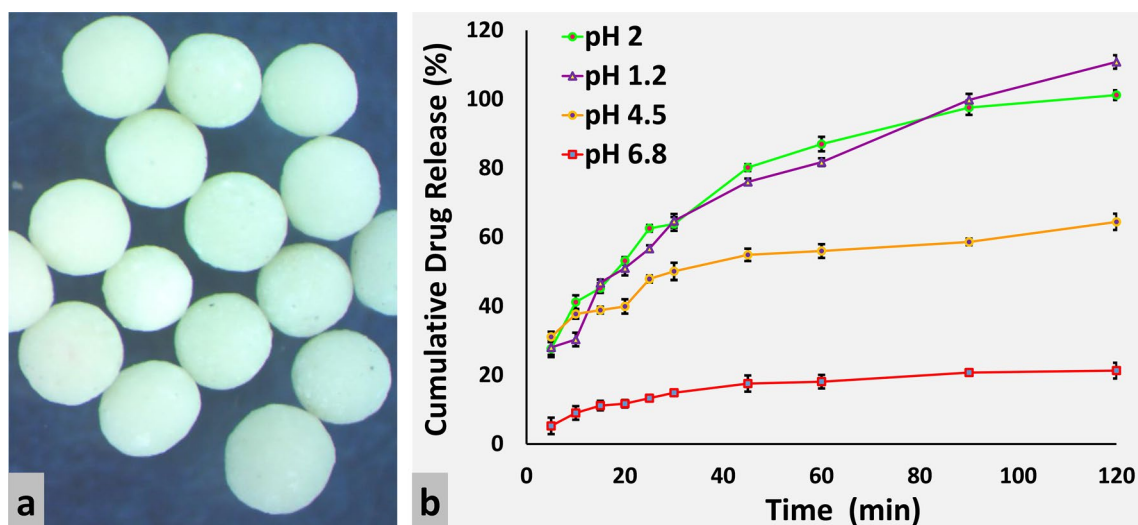 a
120
100
80
60
40
20
0
Cumulative Drug Release (%)
pH 2
pH 1.2
pH 4.5
pH 6.8
0 20 40 60 80 100 120
Time (min)
b